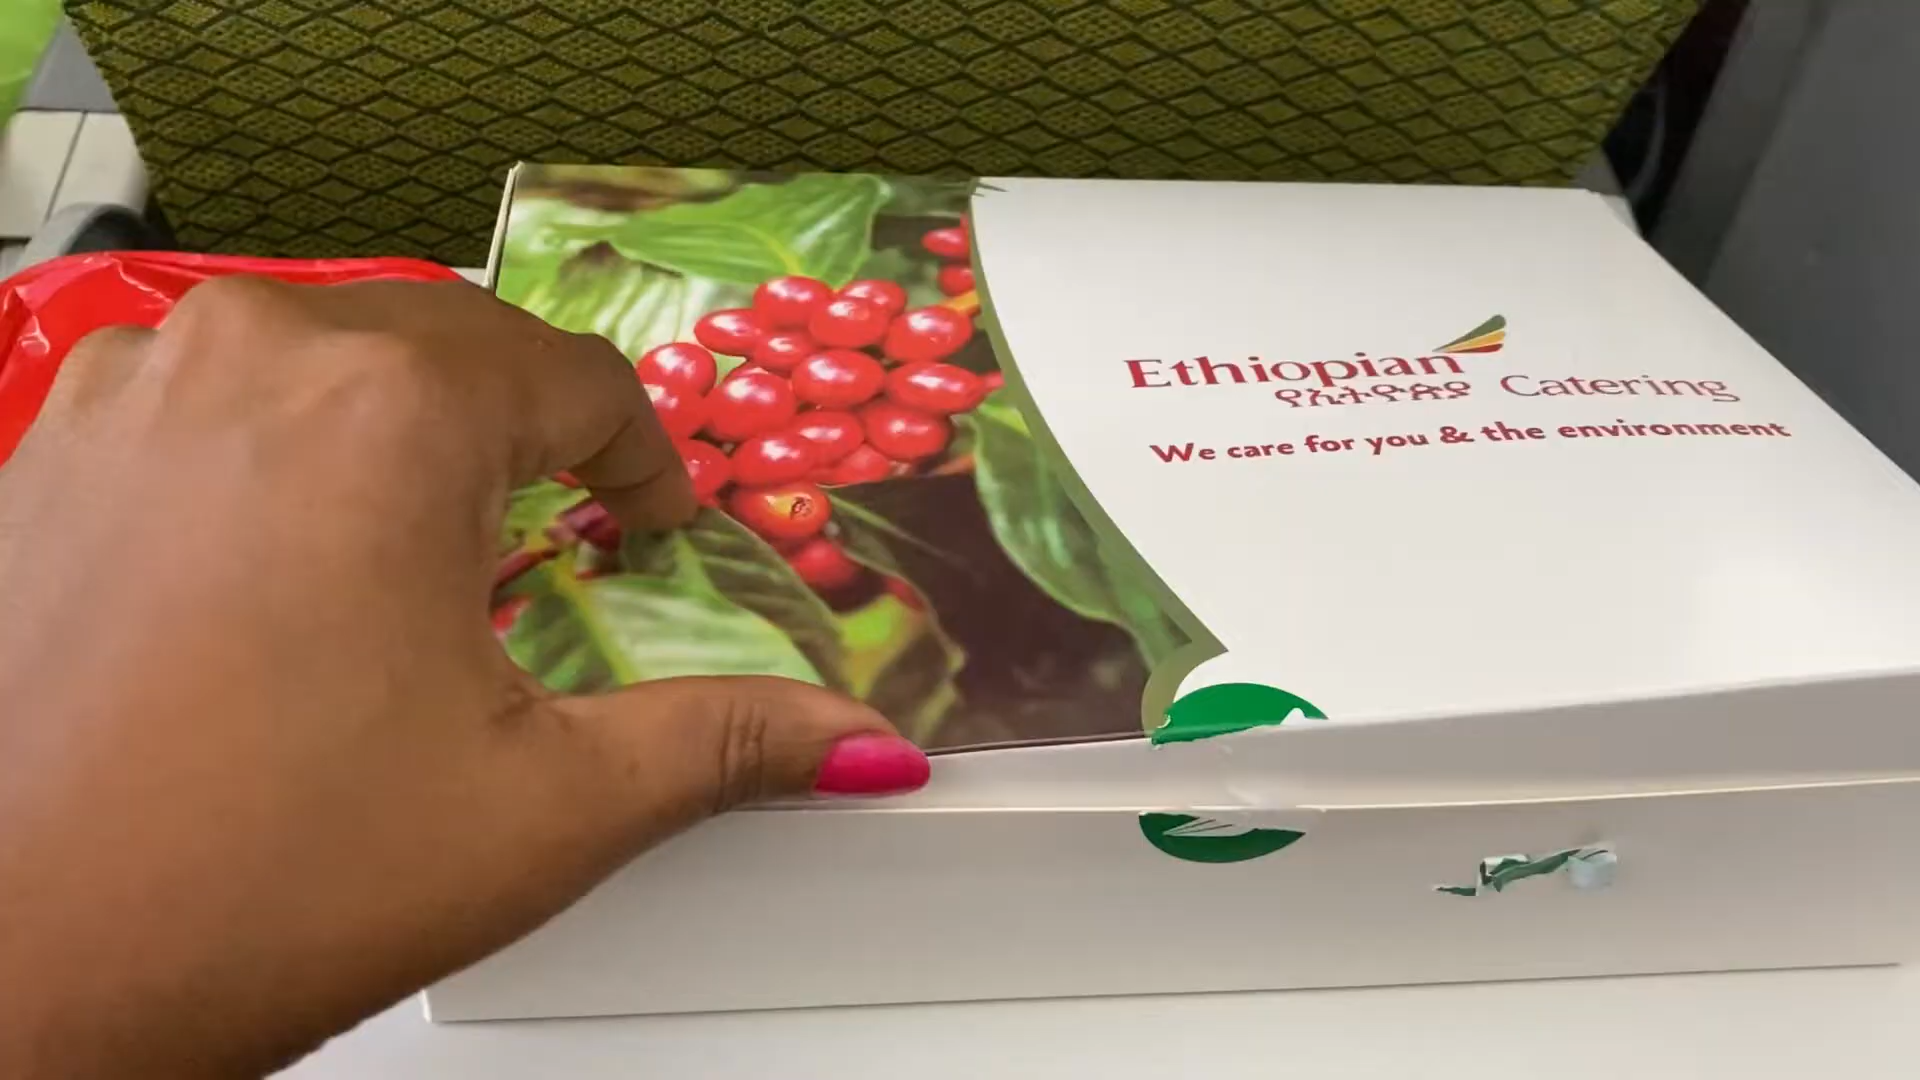 Ethiopian
የኢትዮጵያ Catering
We care for you & the environment